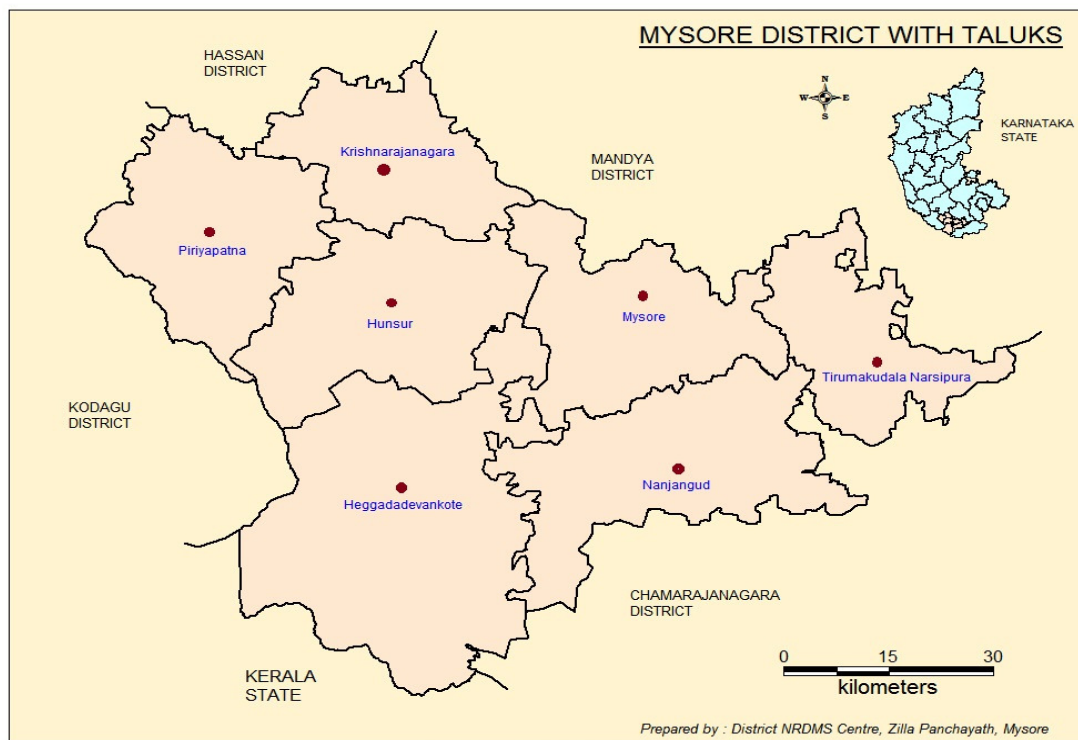 MYSORE DISTRICT WITH TALUKS
HASSAN
DISTRICT
N
W
E
S
KARNATAKA
STATE
Krishnarajanagara
MANDYA
DISTRICT
Piriyapatna
Hunsur
Mysore
Tirumakudala Narsipura
KODAGU
DISTRICT
Nanjangud
Heggadadevankote
CHAMARAJANAGARA
DISTRICT
KERALA
STATE
0 15 30
kilometers
Prepared by : District NRDMS Centre, Zilla Panchayath, Mysore